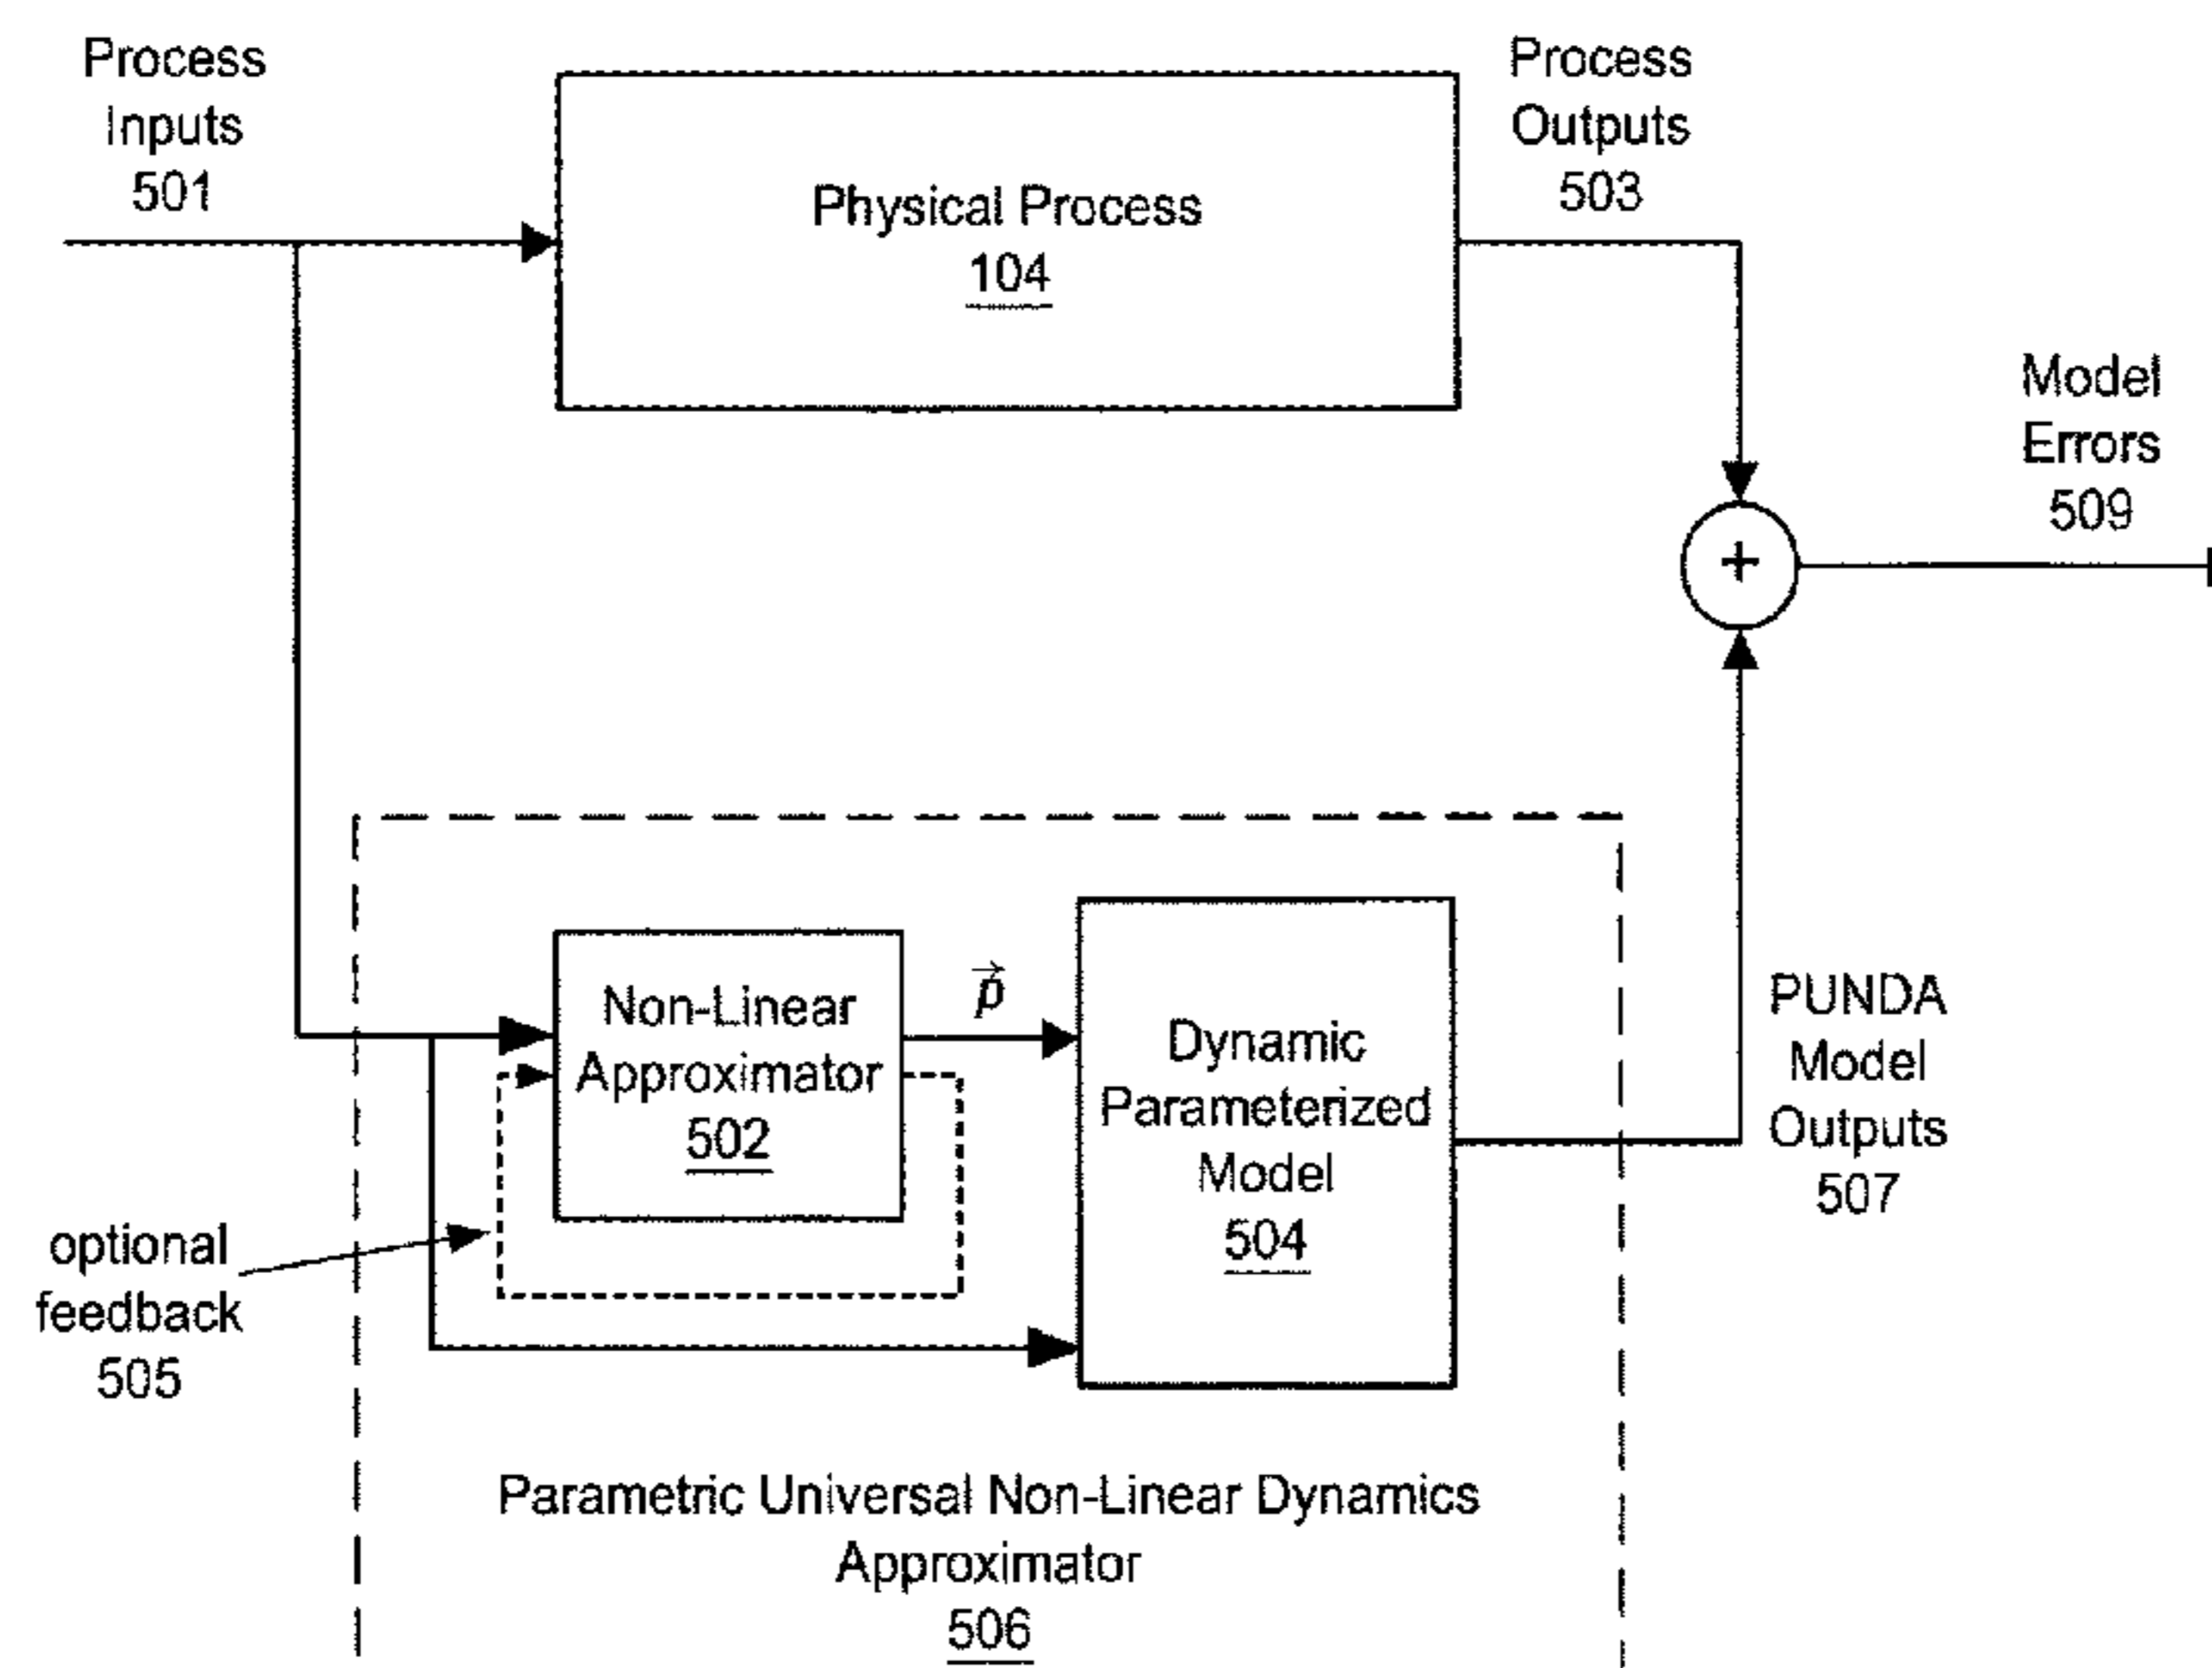 Process
Inputs
501
Physical Process
104
Process
Outputs
503
Model
Errors
509
+
Non-Linear
Approximator
502
p⃗
Dynamic
Parameterized
Model
504
PUNDA
Model
Outputs
507
optional
feedback
505
Parametric Universal Non-Linear Dynamics
Approximator
506